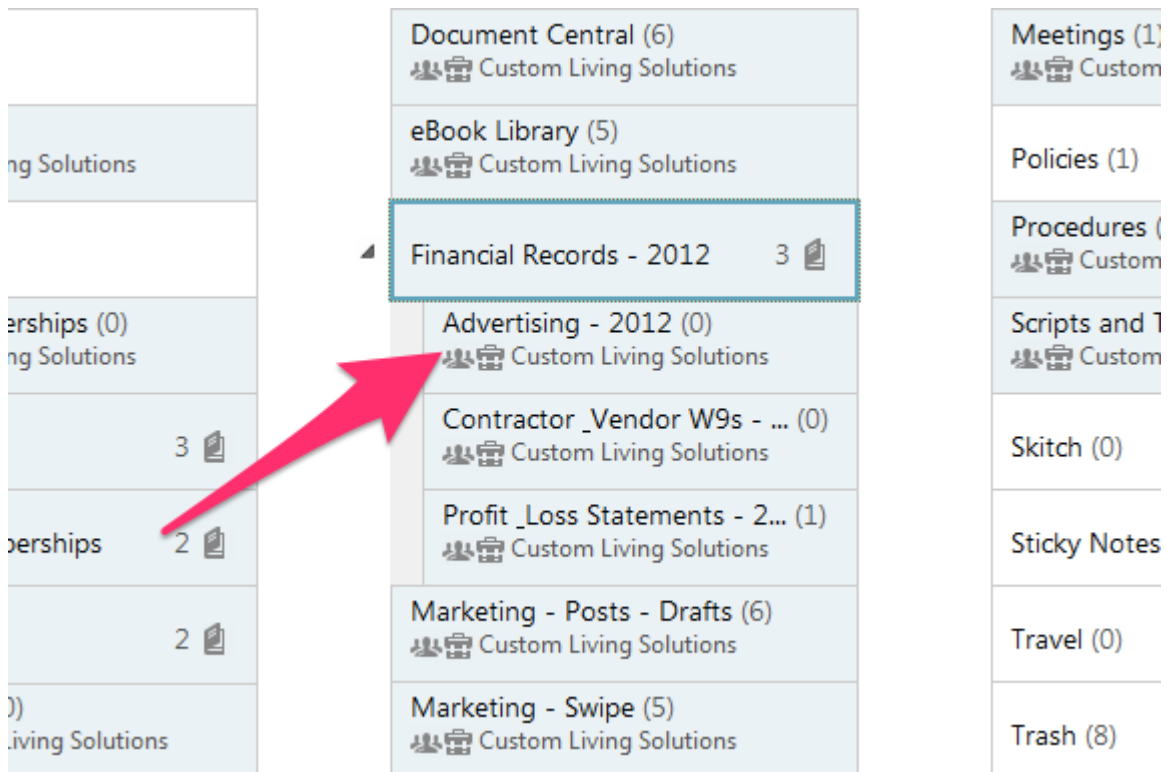 ng Solutions
erships (0)
ng Solutions
3
perships 2
2
0)
Living Solutions
Document Central (6)
Custom Living Solutions
eBook Library (5)
Custom Living Solutions
Financial Records - 2012 3
Advertising - 2012 (0)
Custom Living Solutions
Contractor _Vendor W9s - ... (0)
Custom Living Solutions
Profit _Loss Statements - 2... (1)
Custom Living Solutions
Marketing - Posts - Drafts (6)
Custom Living Solutions
Marketing - Swipe (5)
Custom Living Solutions
Meetings (1)
Custom
Policies (1)
Procedures (
Custom
Scripts and T
Custom
Skitch (0)
Sticky Notes
Travel (0)
Trash (8)